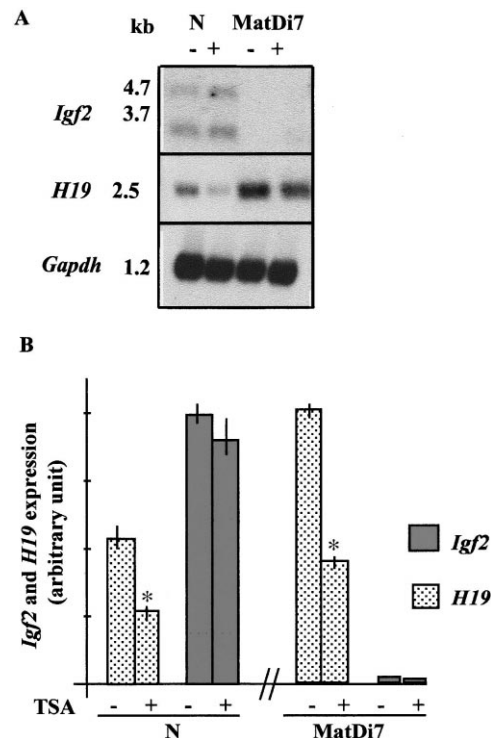 A
kb N MatDi7
- + - +
Igf2 4.7
3.7
H19 2.5
Gapdh 1.2
B
Igf2 and H19 expression
(arbitrary unit)
*
*
Igf2
H19
TSA - + - + - + - +
N MatDi7